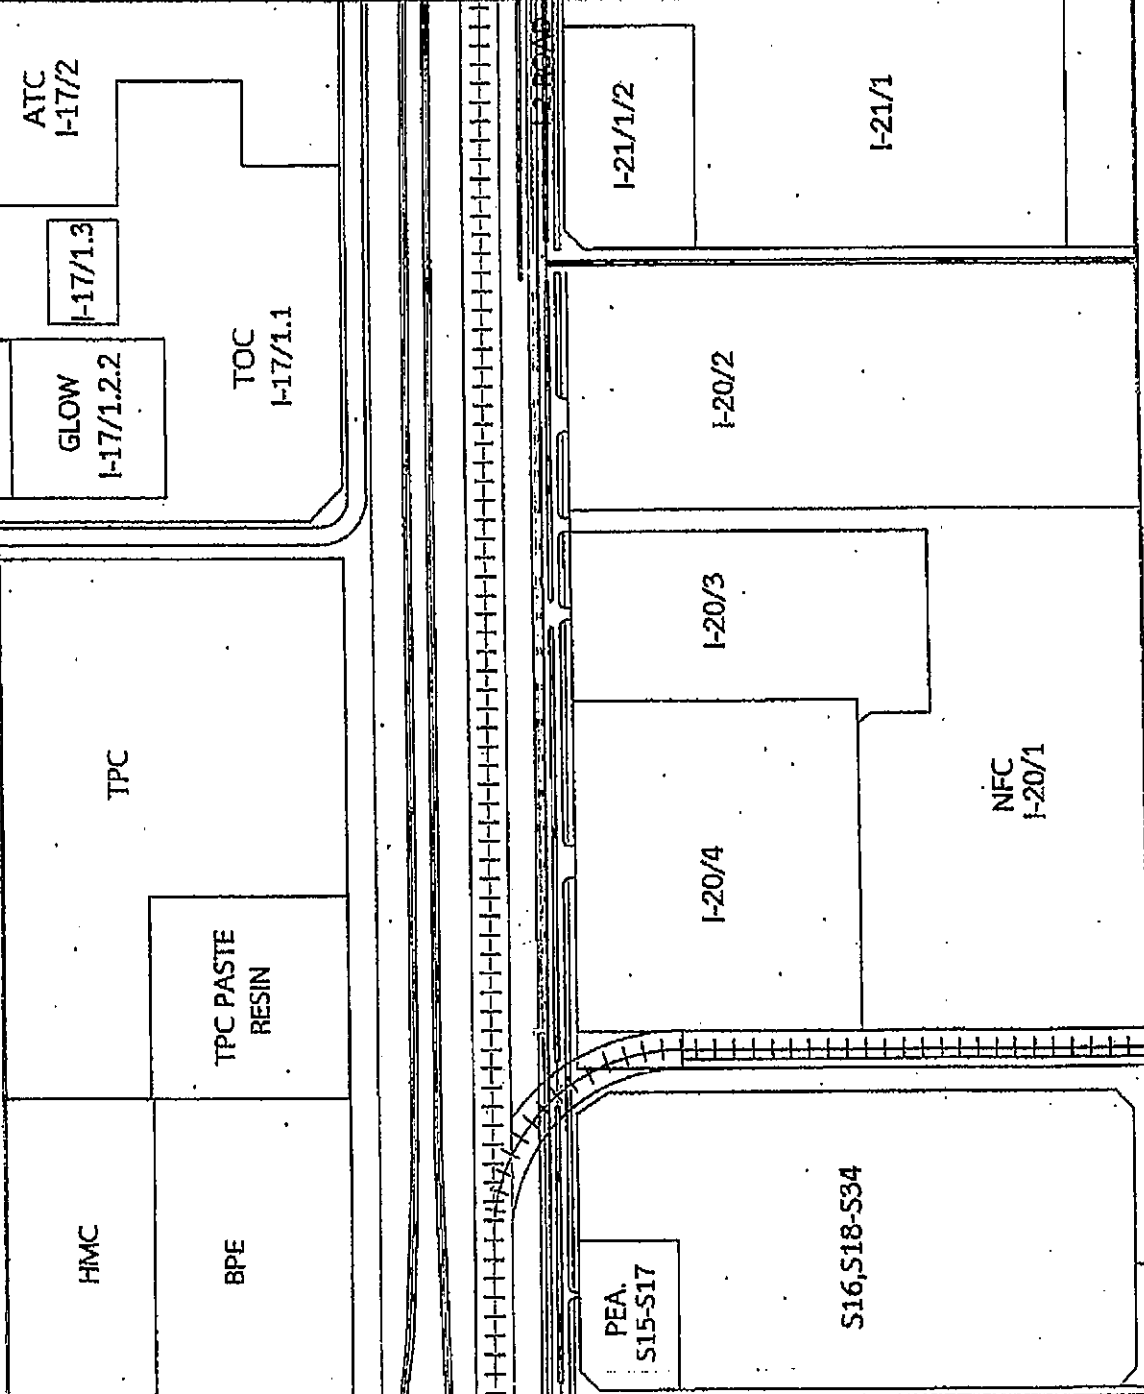 ATC
I-17/2
I-17/1.3
GLOW
I-17/1.2.2
TOC
I-17/1.1
TPC
TPC PASTE
RESIN
HMC
BPE
I-21/1/2
I-21/1
I-20/2
I-20/3
I-20/4
NFC
I-20/1
PEA.
S15-S17
S16,S18-S34